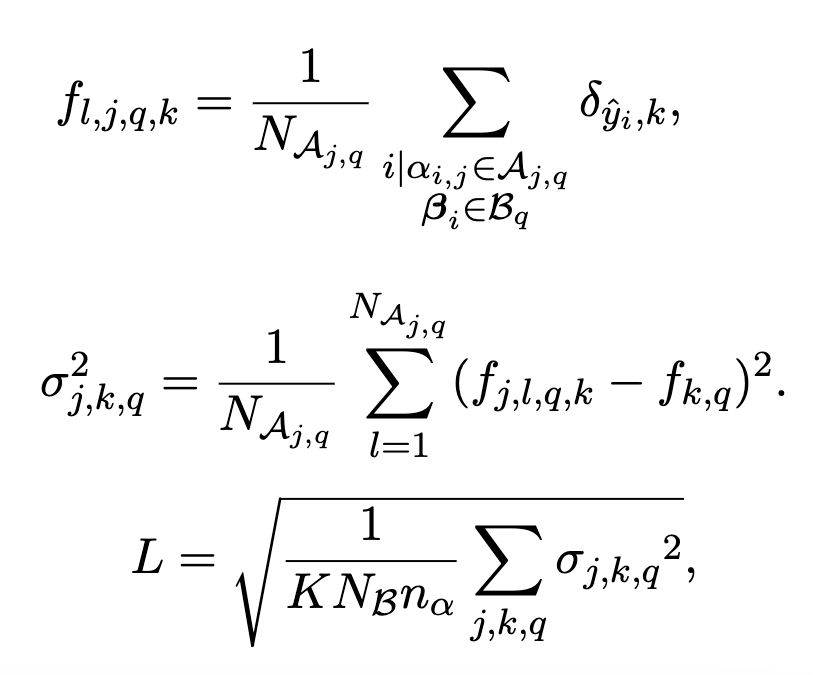 f_{l,j,q,k} = \frac{1}{N_{\mathcal{A}_{j,q}}} \sum_{\substack{i|\alpha_{i,j} \in \mathcal{A}_{j,q} \\ \boldsymbol{\beta}_i \in \mathcal{B}_q}} \delta_{\hat{y}_i,k},
\sigma^2_{j,k,q} = \frac{1}{N_{\mathcal{A}_{j,q}}} \sum_{l=1}^{N_{\mathcal{A}_{j,q}}} (f_{j,l,q,k} - f_{k,q})^2.
L = \sqrt{\frac{1}{K N_{\mathcal{B}} n_{\alpha}} \sum_{j,k,q} {\sigma_{j,k,q}}^2},